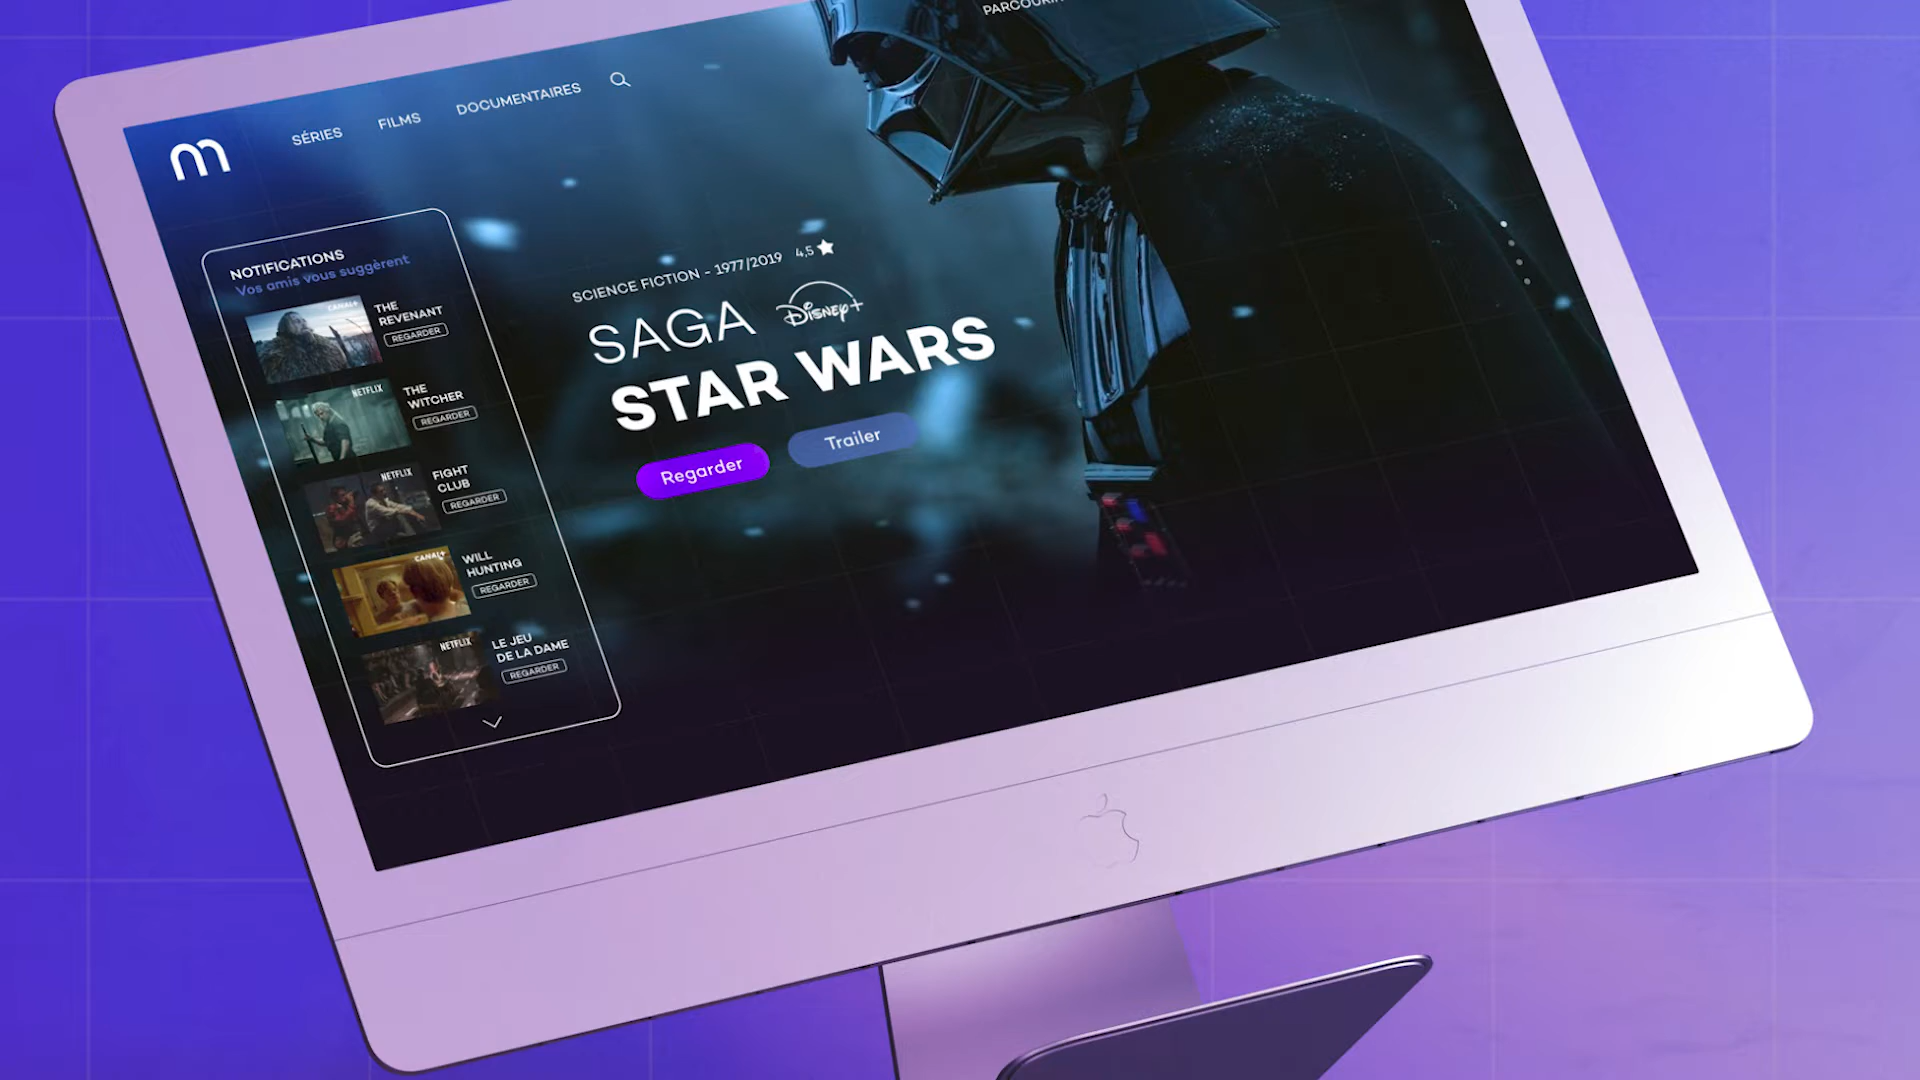 PARCOURIR
SÉRIES
FILMS
DOCUMENTAIRES
NOTIFICATIONS
Vos amis vous suggèrent
CANAL+
THE
REVENANT
REGARDER
NETFLIX
THE
WITCHER
REGARDER
NETFLIX
FIGHT
CLUB
REGARDER
CANAL+
WILL
HUNTING
REGARDER
NETFLIX
LE JEU
DE LA DAME
REGARDER
SCIENCE FICTION - 1977/2019 4,5
SAGA DISNEY+
STAR WARS
Regarder
Trailer